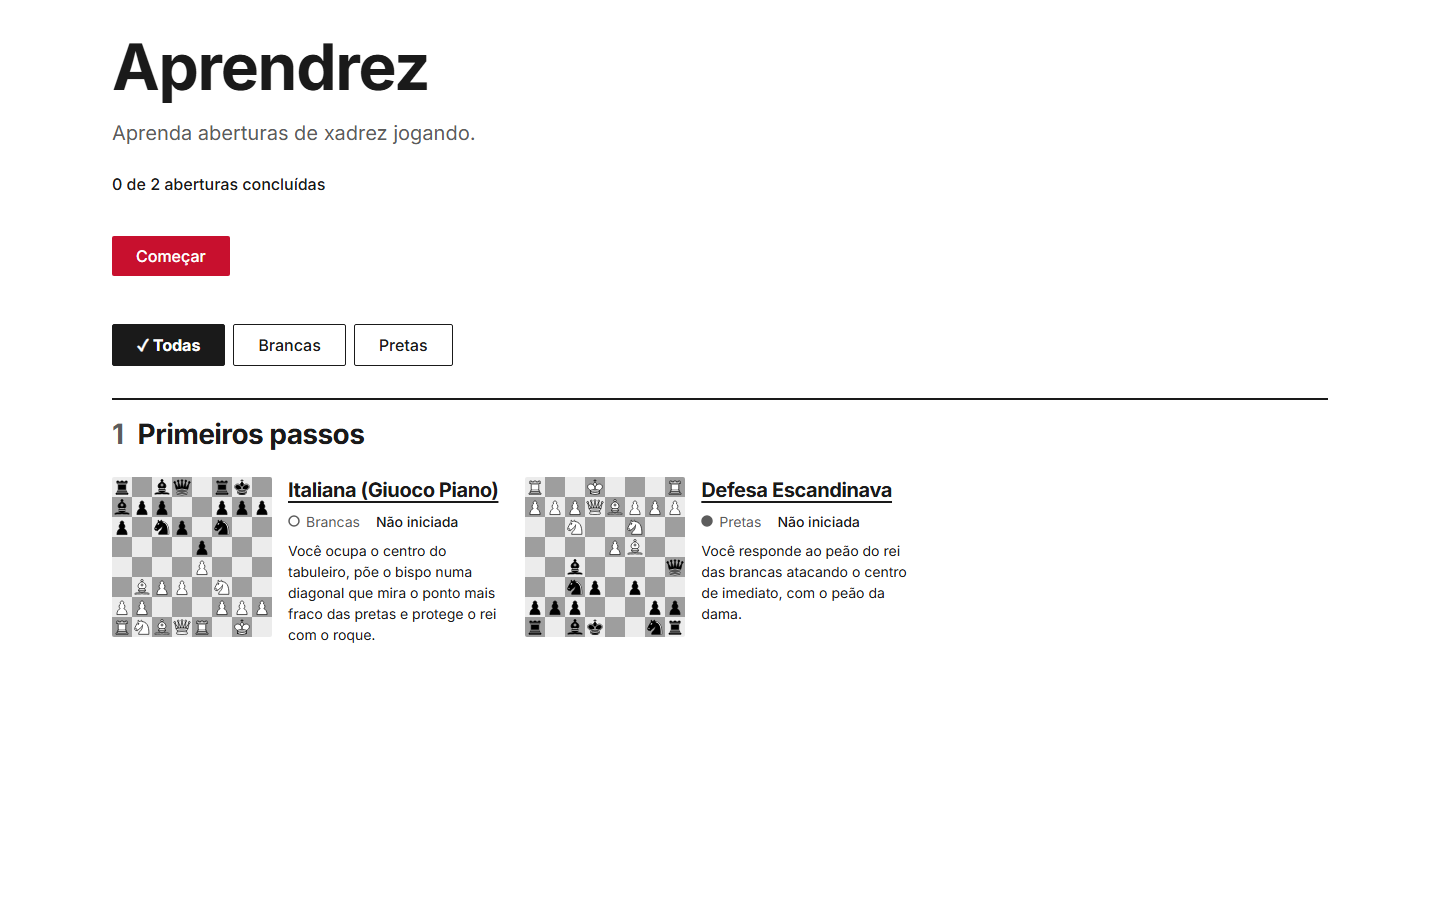 Aprendrez
Aprenda aberturas de xadrez jogando.
0 de 2 aberturas concluídas
Começar
✓ Todas
Brancas
Pretas
1 Primeiros passos
Italiana (Giuoco Piano)
Brancas Não iniciada
Você ocupa o centro do
tabuleiro, põe o bispo numa
diagonal que mira o ponto mais
fraco das pretas e protege o rei
com o roque.
Defesa Escandinava
Pretas Não iniciada
Você responde ao peão do rei
das brancas atacando o centro
de imediato, com o peão da
dama.